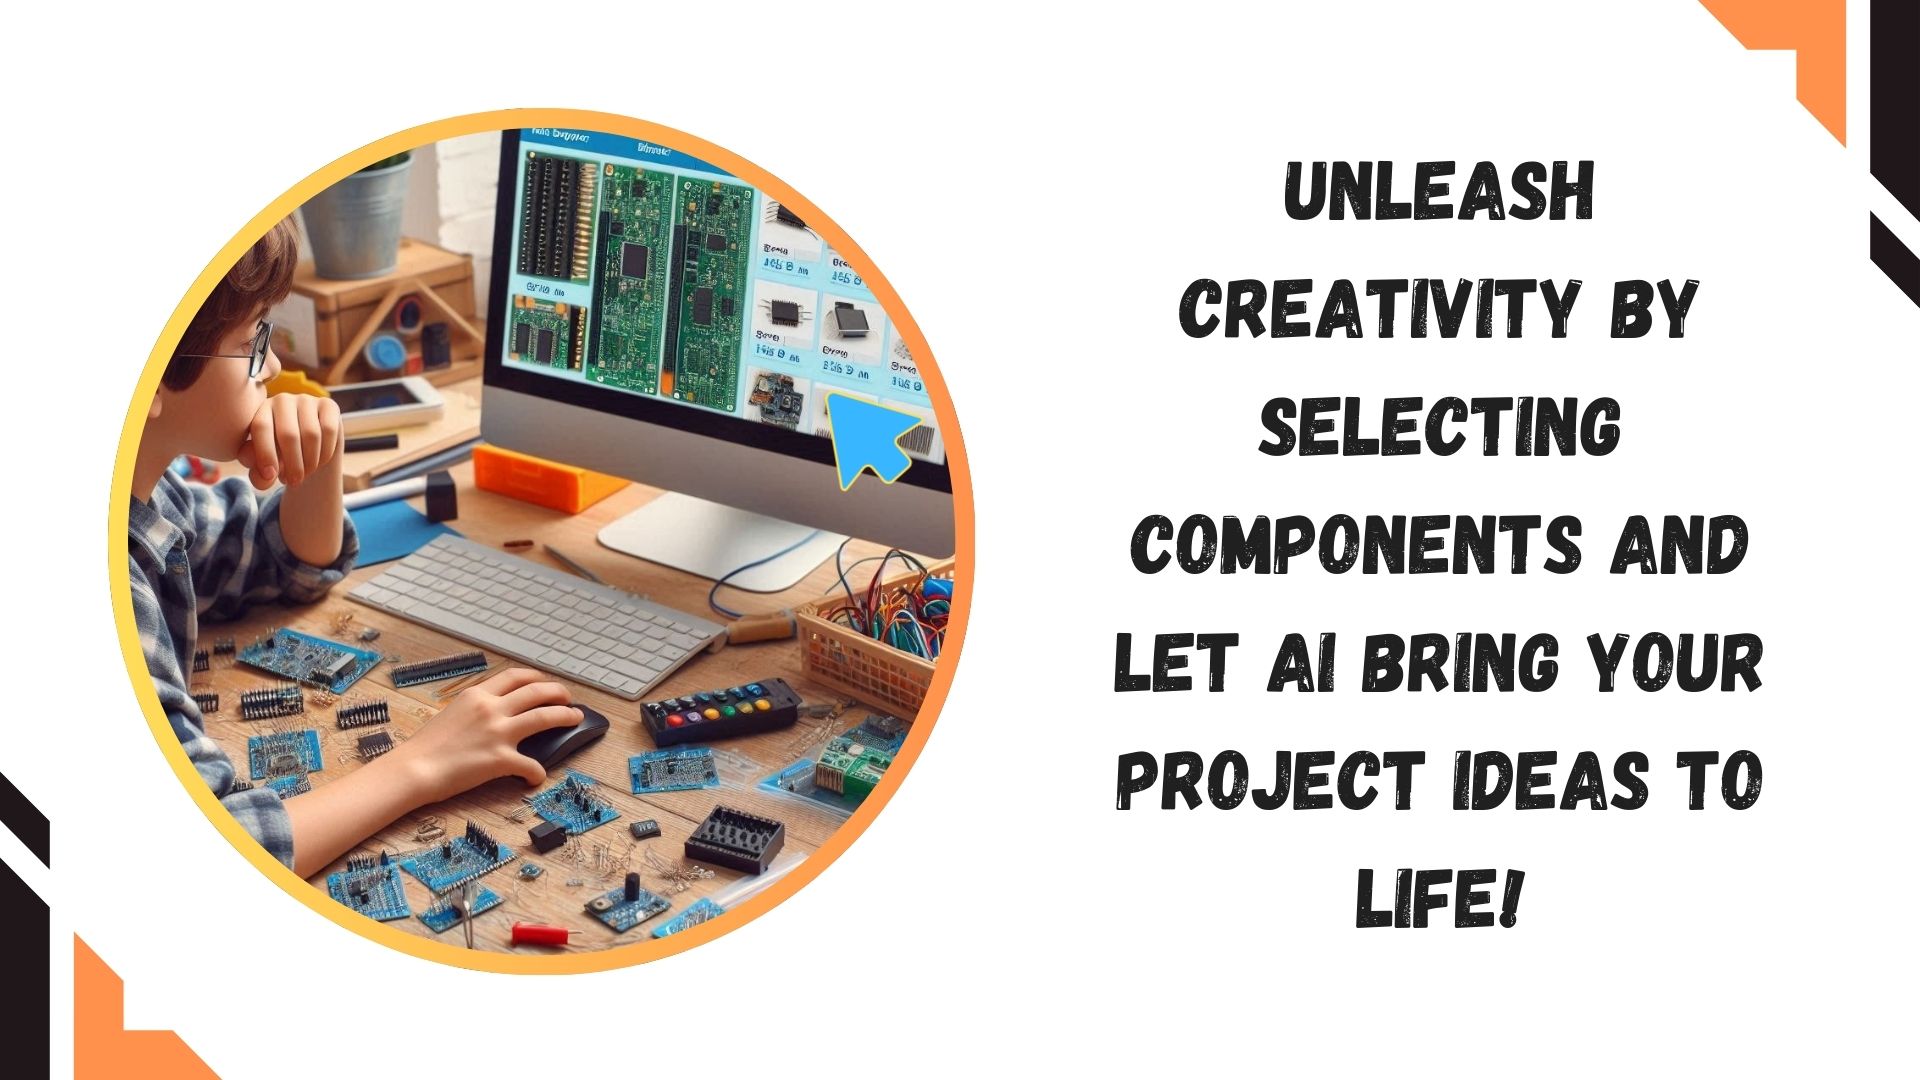 UNLEASH
CREATIVITY BY
SELECTING
COMPONENTS AND
LET AI BRING YOUR
PROJECT IDEAS TO
LIFE!